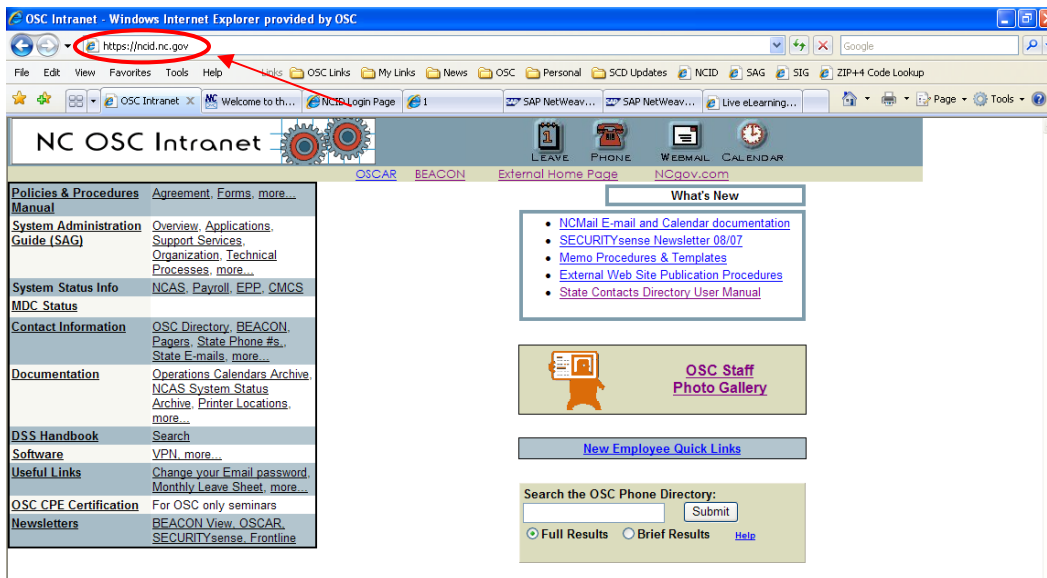 OSC Intranet - Windows Internet Explorer provided by OSC
https://ncid.nc.gov
Google
File Edit View Favorites Tools Help Links OSC Links My Links News OSC Personal SCD Updates NCID SAG SIG ZIP+4 Code Lookup
OSC Intranet Welcome to th... NCID Login Page 1 SAP NetWeav... SAP NetWeav... Live eLearning... Page Tools
NC OSC Intranet
1
LEAVE PHONE WEBMAIL CALENDAR
OSCAR BEACON External Home Page NCgov.com
Policies & Procedures Manual
Agreement, Forms, more...
System Administration Guide (SAG)
Overview, Applications,
Support Services,
Organization, Technical
Processes, more...
System Status Info
NCAS, Payroll, EPP, CMCS
MDC Status
Contact Information
OSC Directory, BEACON,
Pagers, State Phone #s.,
State E-mails, more...
Documentation
Operations Calendars Archive,
NCAS System Status
Archive, Printer Locations,
more...
DSS Handbook
Search
Software
VPN, more...
Useful Links
Change your Email password,
Monthly Leave Sheet, more...
OSC CPE Certification
For OSC only seminars
Newsletters
BEACON View, OSCAR,
SECURITYsense, Frontline
What's New
NCMail E-mail and Calendar documentation
SECURITYsense Newsletter 08/07
Memo Procedures & Templates
External Web Site Publication Procedures
State Contacts Directory User Manual
OSC Staff
Photo Gallery
New Employee Quick Links
Search the OSC Phone Directory:
Submit
Full Results Brief Results Help